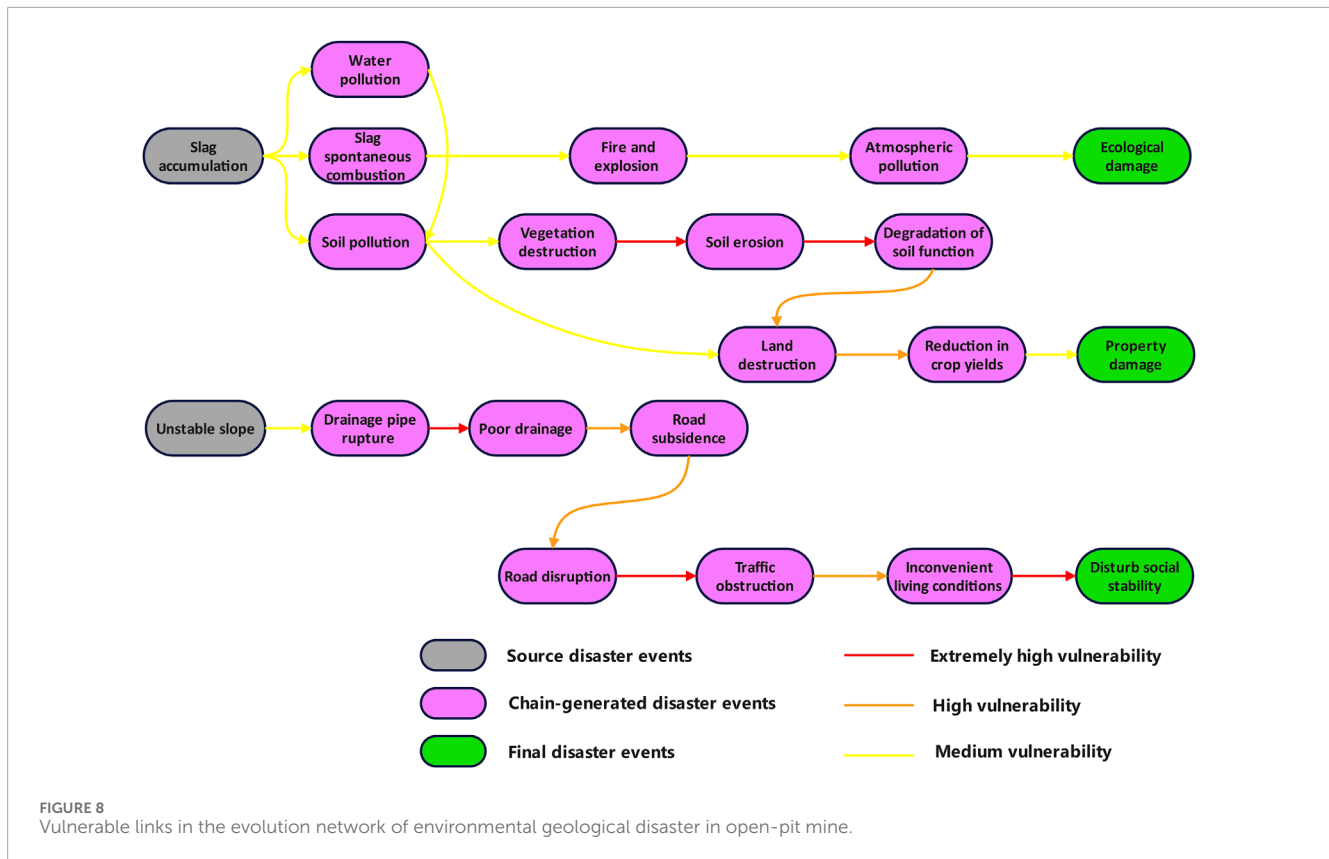 Water
pollution
Slag
accumulation
Slag
spontaneous
combustion
Fire and
explosion
Atmospheric
pollution
Ecological
damage
Soil pollution
Vegetation
destruction
Soil erosion
Degradation of
soil function
Land
destruction
Reduction in
crop yields
Property
damage
Unstable slope
Drainage pipe
rupture
Poor drainage
Road
subsidence
Road disruption
Traffic
obstruction
Inconvenient
living conditions
Disturb social
stability
Source disaster events
Extremely high vulnerability
Chain-generated disaster events
High vulnerability
Final disaster events
Medium vulnerability
FIGURE 8
Vulnerable links in the evolution network of environmental geological disaster in open-pit mine.